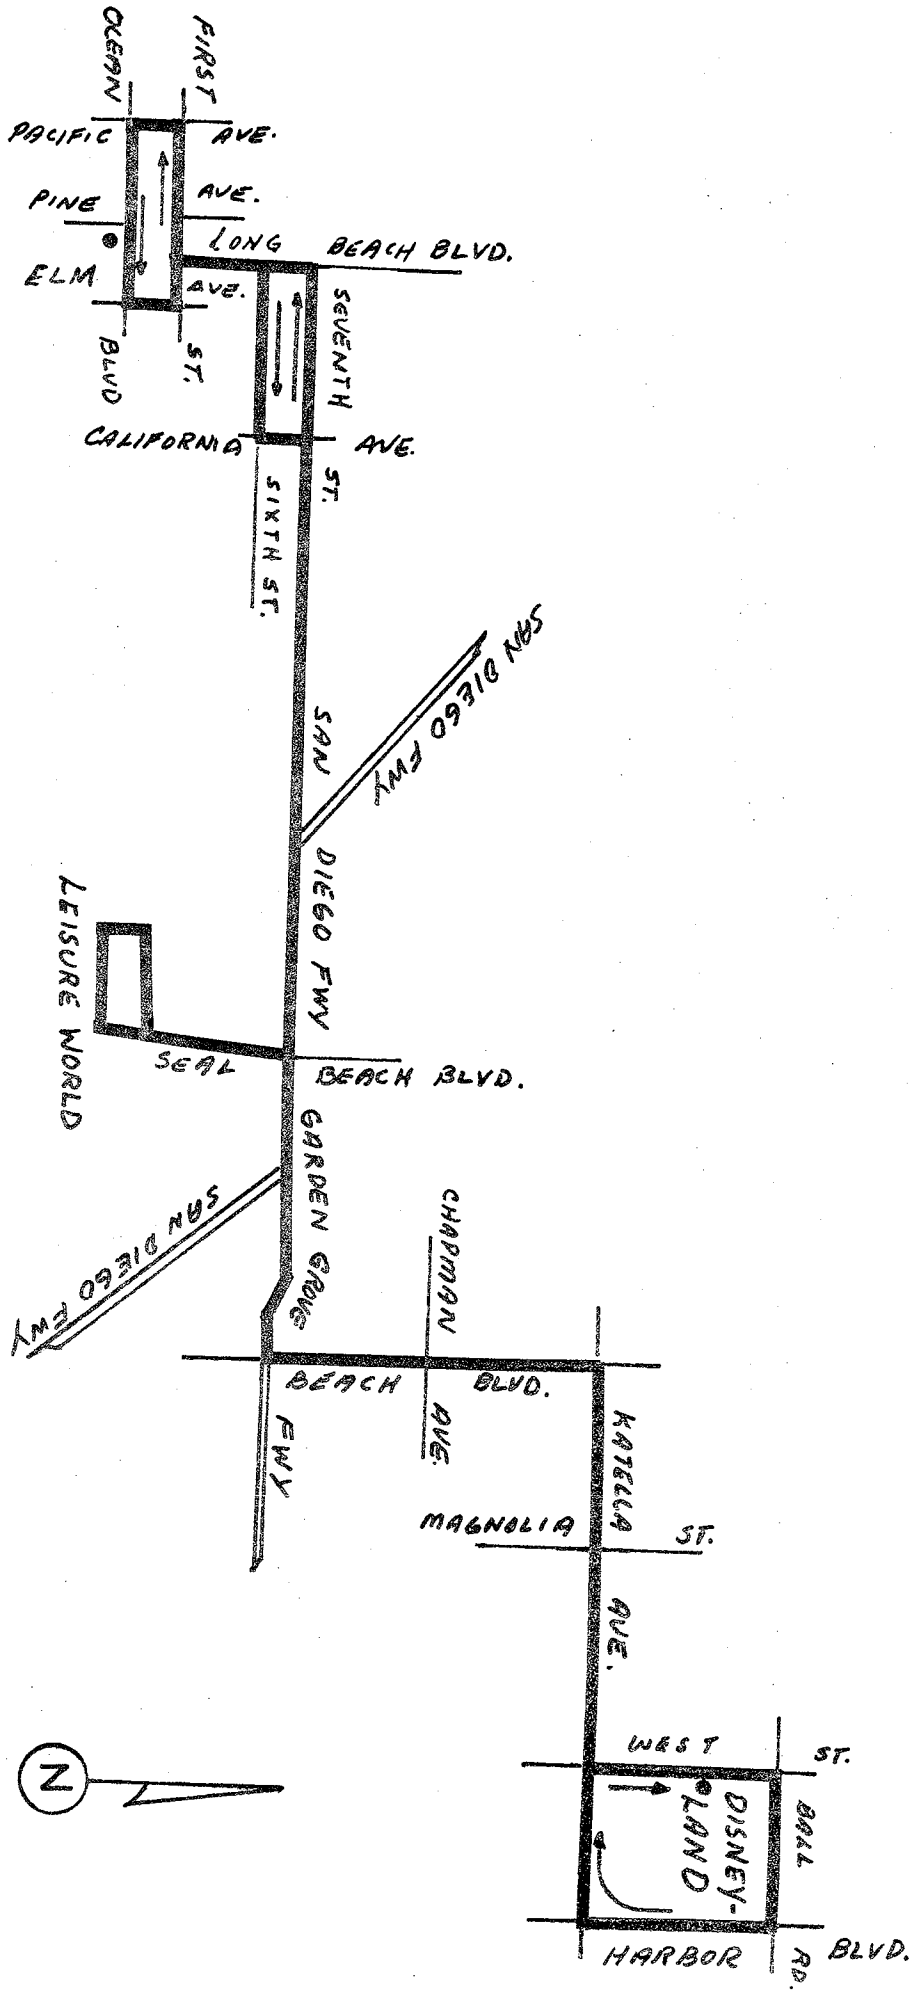 OCEAN
BLVD
FIRST
ST.
PACIFIC AVE.
PINE AVE.
ELM AVE.
LONG BEACH BLVD.
SEVENTH
ST.
CALIFORNIA AVE.
SIXTH ST.
SAN DIEGO FWY
SAN
DIEGO FWY
LEISURE WORLD
SEAL BEACH BLVD.
GARDEN GROVE
FWY
SAN DIEGO FWY
CHAPMAN
AVE.
BEACH BLVD.
KATELLA
AVE.
MAGNOLIA ST.
WEST ST.
DISNEY-
LAND
BALL
RD.
HARBOR BLVD.
N